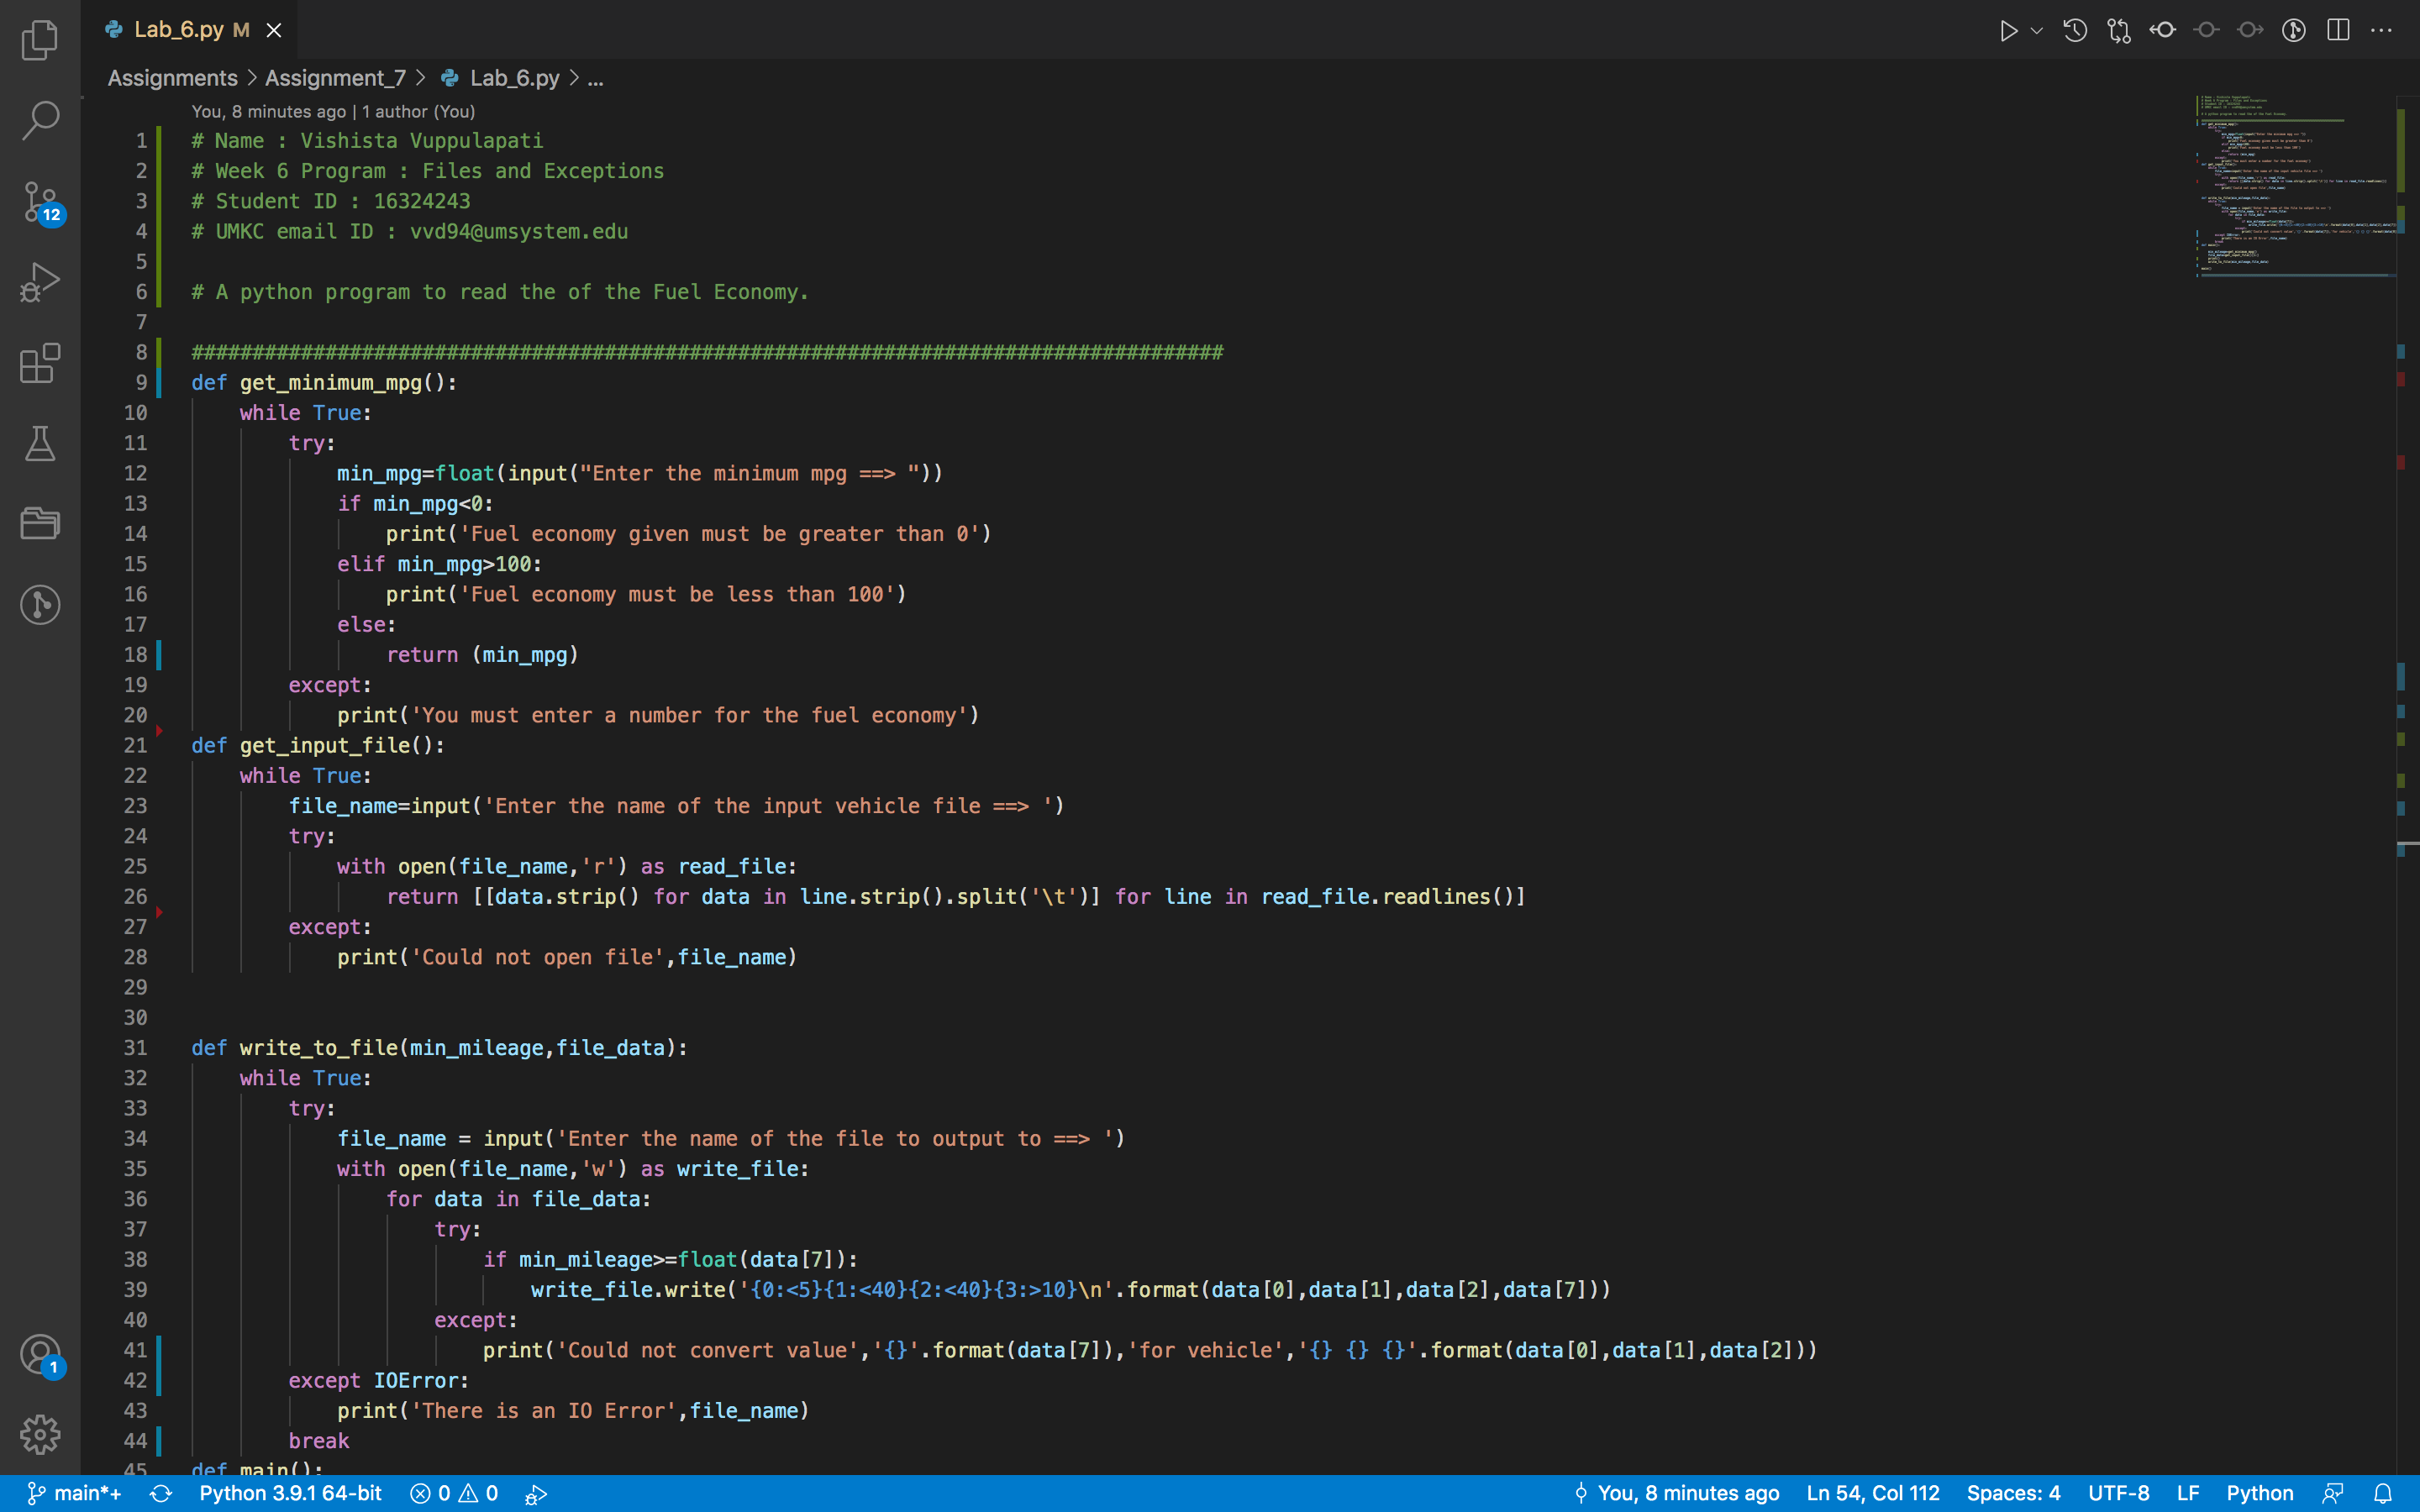 Lab_6.py M
Assignments > Assignment_7 > Lab_6.py > ...
You, 8 minutes ago | 1 author (You)
1 # Name : Vishista Vuppulapati
2 # Week 6 Program : Files and Exceptions
3 # Student ID : 16324243
4 # UMKC email ID : vvd94@umsystem.edu
5
6 # A python program to read the of the Fuel Economy.
7
8 #####################################################################################
9 def get_minimum_mpg():
10     while True:
11         try:
12             min_mpg=float(input("Enter the minimum mpg ==> "))
13             if min_mpg<0:
14                 print('Fuel economy given must be greater than 0')
15             elif min_mpg>100:
16                 print('Fuel economy must be less than 100')
17             else:
18                 return (min_mpg)
19         except:
20             print('You must enter a number for the fuel economy')
21 def get_input_file():
22     while True:
23         file_name=input('Enter the name of the input vehicle file ==> ')
24         try:
25             with open(file_name,'r') as read_file:
26                 return [[data.strip() for data in line.strip().split('\t')] for line in read_file.readlines()]
27         except:
28             print('Could not open file',file_name)
29
30
31 def write_to_file(min_mileage,file_data):
32     while True:
33         try:
34             file_name = input('Enter the name of the file to output to ==> ')
35             with open(file_name,'w') as write_file:
36                 for data in file_data:
37                     try:
38                         if min_mileage>=float(data[7]):
39                             write_file.write('{0:<5}{1:<40}{2:<40}{3:>10}\n'.format(data[0],data[1],data[2],data[7]))
40                     except:
41                         print('Could not convert value','{}'.format(data[7]),'for vehicle','{} {} {}'.format(data[0],data[1],data[2]))
42         except IOError:
43             print('There is an IO Error',file_name)
44         break
45 def main():
12
1
main*+ Python 3.9.1 64-bit 0 0 You, 8 minutes ago Ln 54, Col 112 Spaces: 4 UTF-8 LF Python